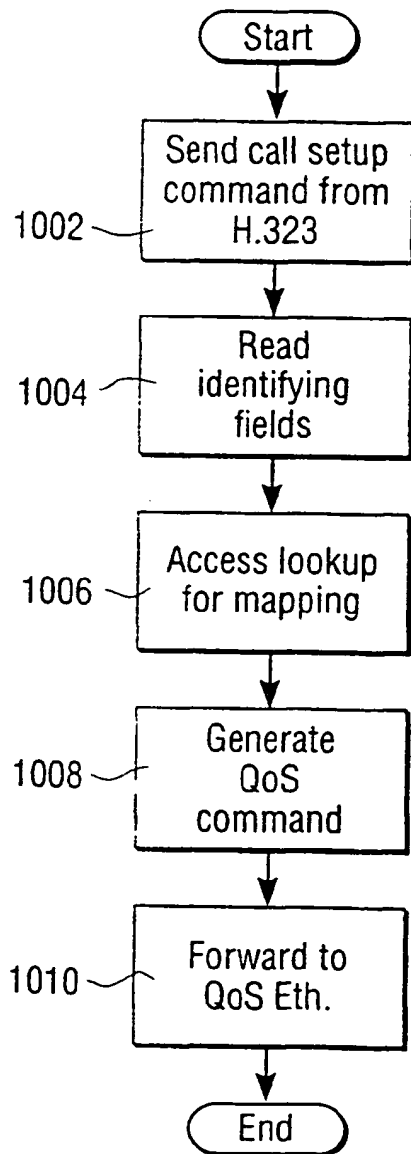 Start
Send call setup
command from
H.323
1002
Read
identifying
fields
1004
Access lookup
for mapping
1006
Generate
QoS
command
1008
Forward to
QoS Eth.
1010
End